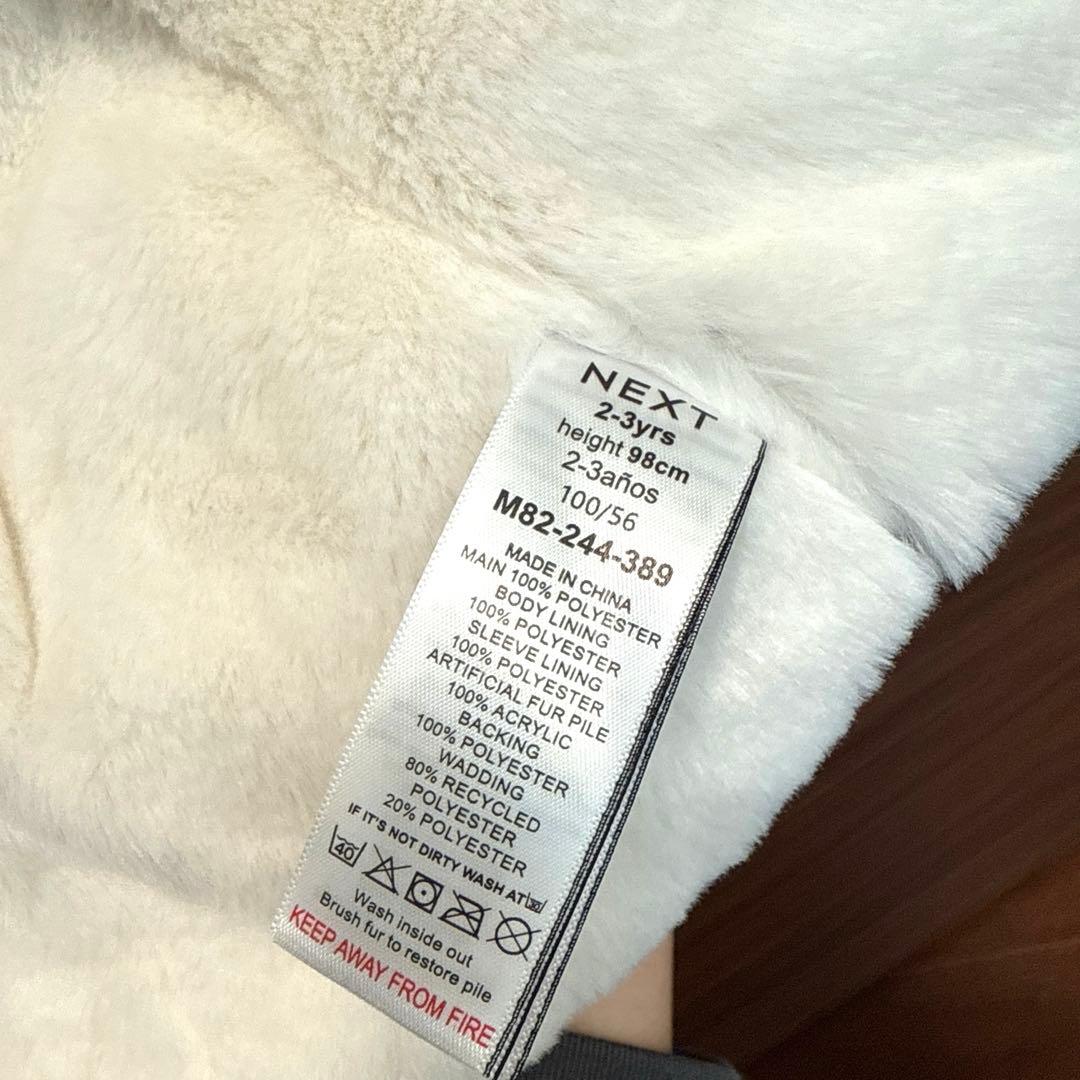 NEXT
2-3yrs
height 98cm
2-3años
100/56
M82-244-389
MADE IN CHINA
MAIN 100% POLYESTER
BODY LINING
100% POLYESTER
SLEEVE LINING
100% POLYESTER
ARTIFICIAL FUR PILE
100% ACRYLIC
BACKING
100% POLYESTER
WADDING
80% RECYCLED
POLYESTER
20% POLYESTER
IF IT'S NOT DIRTY WASH AT 30
40
Wash inside out
Brush fur to restore pile
KEEP AWAY FROM FIRE